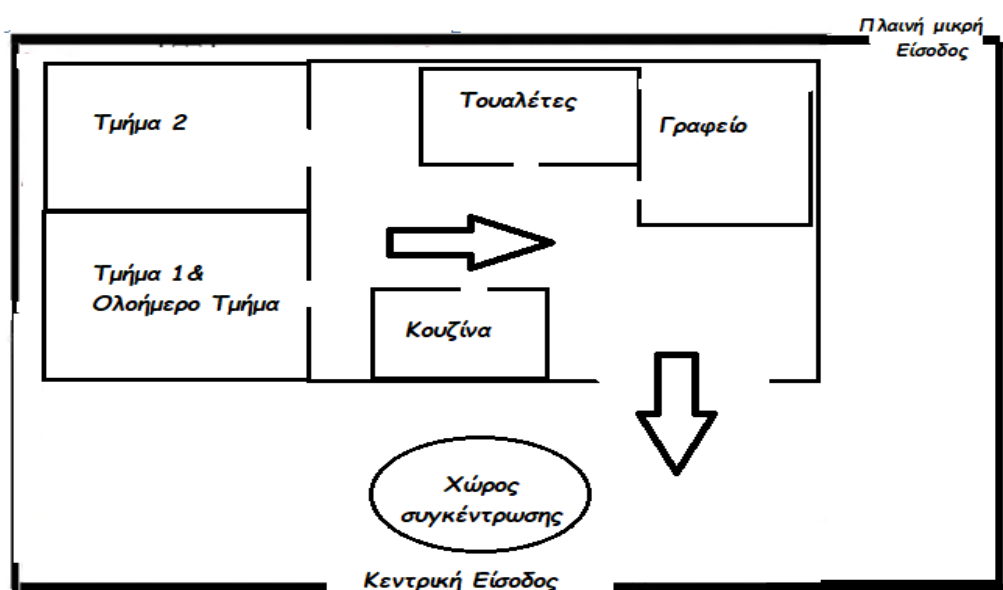 Πλαινή μικρή
Είσοδος
Τουαλέτες
Τμήμα 2
Γραφείο
Τμήμα 1 &
Ολοήμερο Τμήμα
Κουζίνα
Χώρος
συγκέντρωσης
Κεντρική Είσοδος